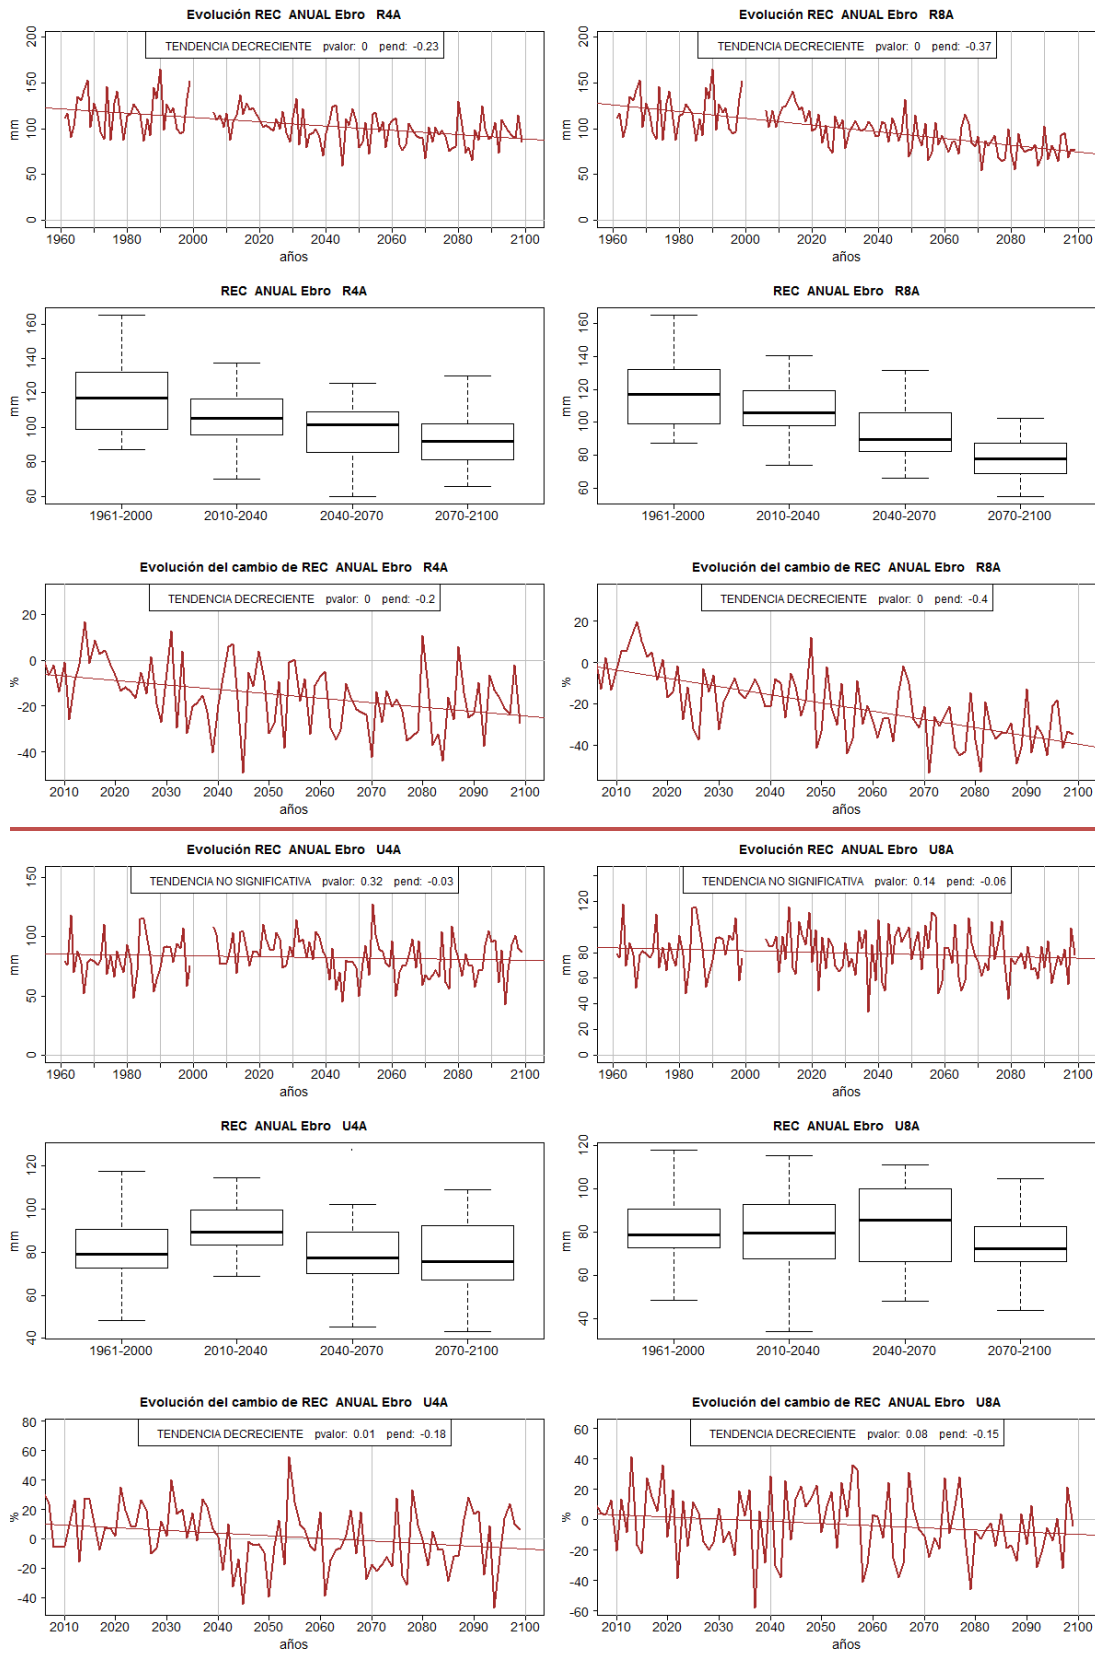 Evolución REC ANUAL Ebro R4A
TENDENCIA DECRECIENTE pvalor: 0 pend: -0.23
200
150
100
50
0
mm
1960 1980 2000 2020 2040 2060 2080 2100
años
Evolución REC ANUAL Ebro R8A
TENDENCIA DECRECIENTE pvalor: 0 pend: -0.37
200
150
100
50
0
mm
1960 1980 2000 2020 2040 2060 2080 2100
años
REC ANUAL Ebro R4A
160
140
120
100
80
60
mm
1961-2000 2010-2040 2040-2070 2070-2100
REC ANUAL Ebro R8A
160
140
120
100
80
60
mm
1961-2000 2010-2040 2040-2070 2070-2100
Evolución del cambio de REC ANUAL Ebro R4A
TENDENCIA DECRECIENTE pvalor: 0 pend: -0.2
20
0
-20
-40
%
2010 2020 2030 2040 2050 2060 2070 2080 2090 2100
años
Evolución del cambio de REC ANUAL Ebro R8A
TENDENCIA DECRECIENTE pvalor: 0 pend: -0.4
20
0
-20
-40
%
2010 2020 2030 2040 2050 2060 2070 2080 2090 2100
años
Evolución REC ANUAL Ebro U4A
TENDENCIA NO SIGNIFICATIVA pvalor: 0.32 pend: -0.03
150
100
50
0
mm
1960 1980 2000 2020 2040 2060 2080 2100
años
Evolución REC ANUAL Ebro U8A
TENDENCIA NO SIGNIFICATIVA pvalor: 0.14 pend: -0.06
120
80
60
40
20
0
mm
1960 1980 2000 2020 2040 2060 2080 2100
años
REC ANUAL Ebro U4A
120
100
80
60
40
mm
1961-2000 2010-2040 2040-2070 2070-2100
REC ANUAL Ebro U8A
120
100
80
60
40
mm
1961-2000 2010-2040 2040-2070 2070-2100
Evolución del cambio de REC ANUAL Ebro U4A
TENDENCIA DECRECIENTE pvalor: 0.01 pend: -0.18
80
60
40
20
0
-20
-40
%
2010 2020 2030 2040 2050 2060 2070 2080 2090 2100
años
Evolución del cambio de REC ANUAL Ebro U8A
TENDENCIA DECRECIENTE pvalor: 0.08 pend: -0.15
60
40
20
0
-20
-40
-60
%
2010 2020 2030 2040 2050 2060 2070 2080 2090 2100
años